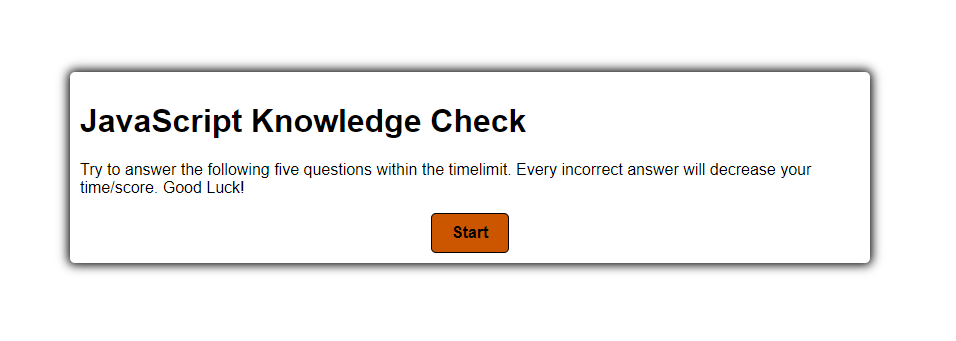 JavaScript Knowledge Check
Try to answer the following five questions within the timelimit. Every incorrect answer will decrease your
time/score. Good Luck!
Start